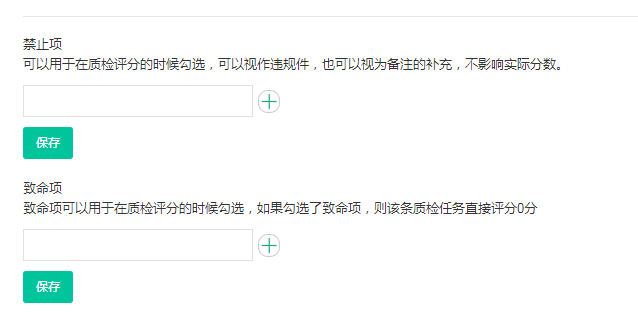 禁止项
可以用于在质检评分的时候勾选，可以视作违规件，也可以视为备注的补充，不影响实际分数。
保存
致命项
致命项可以用于在质检评分的时候勾选，如果勾选了致命项，则该条质检任务直接评分0分
保存